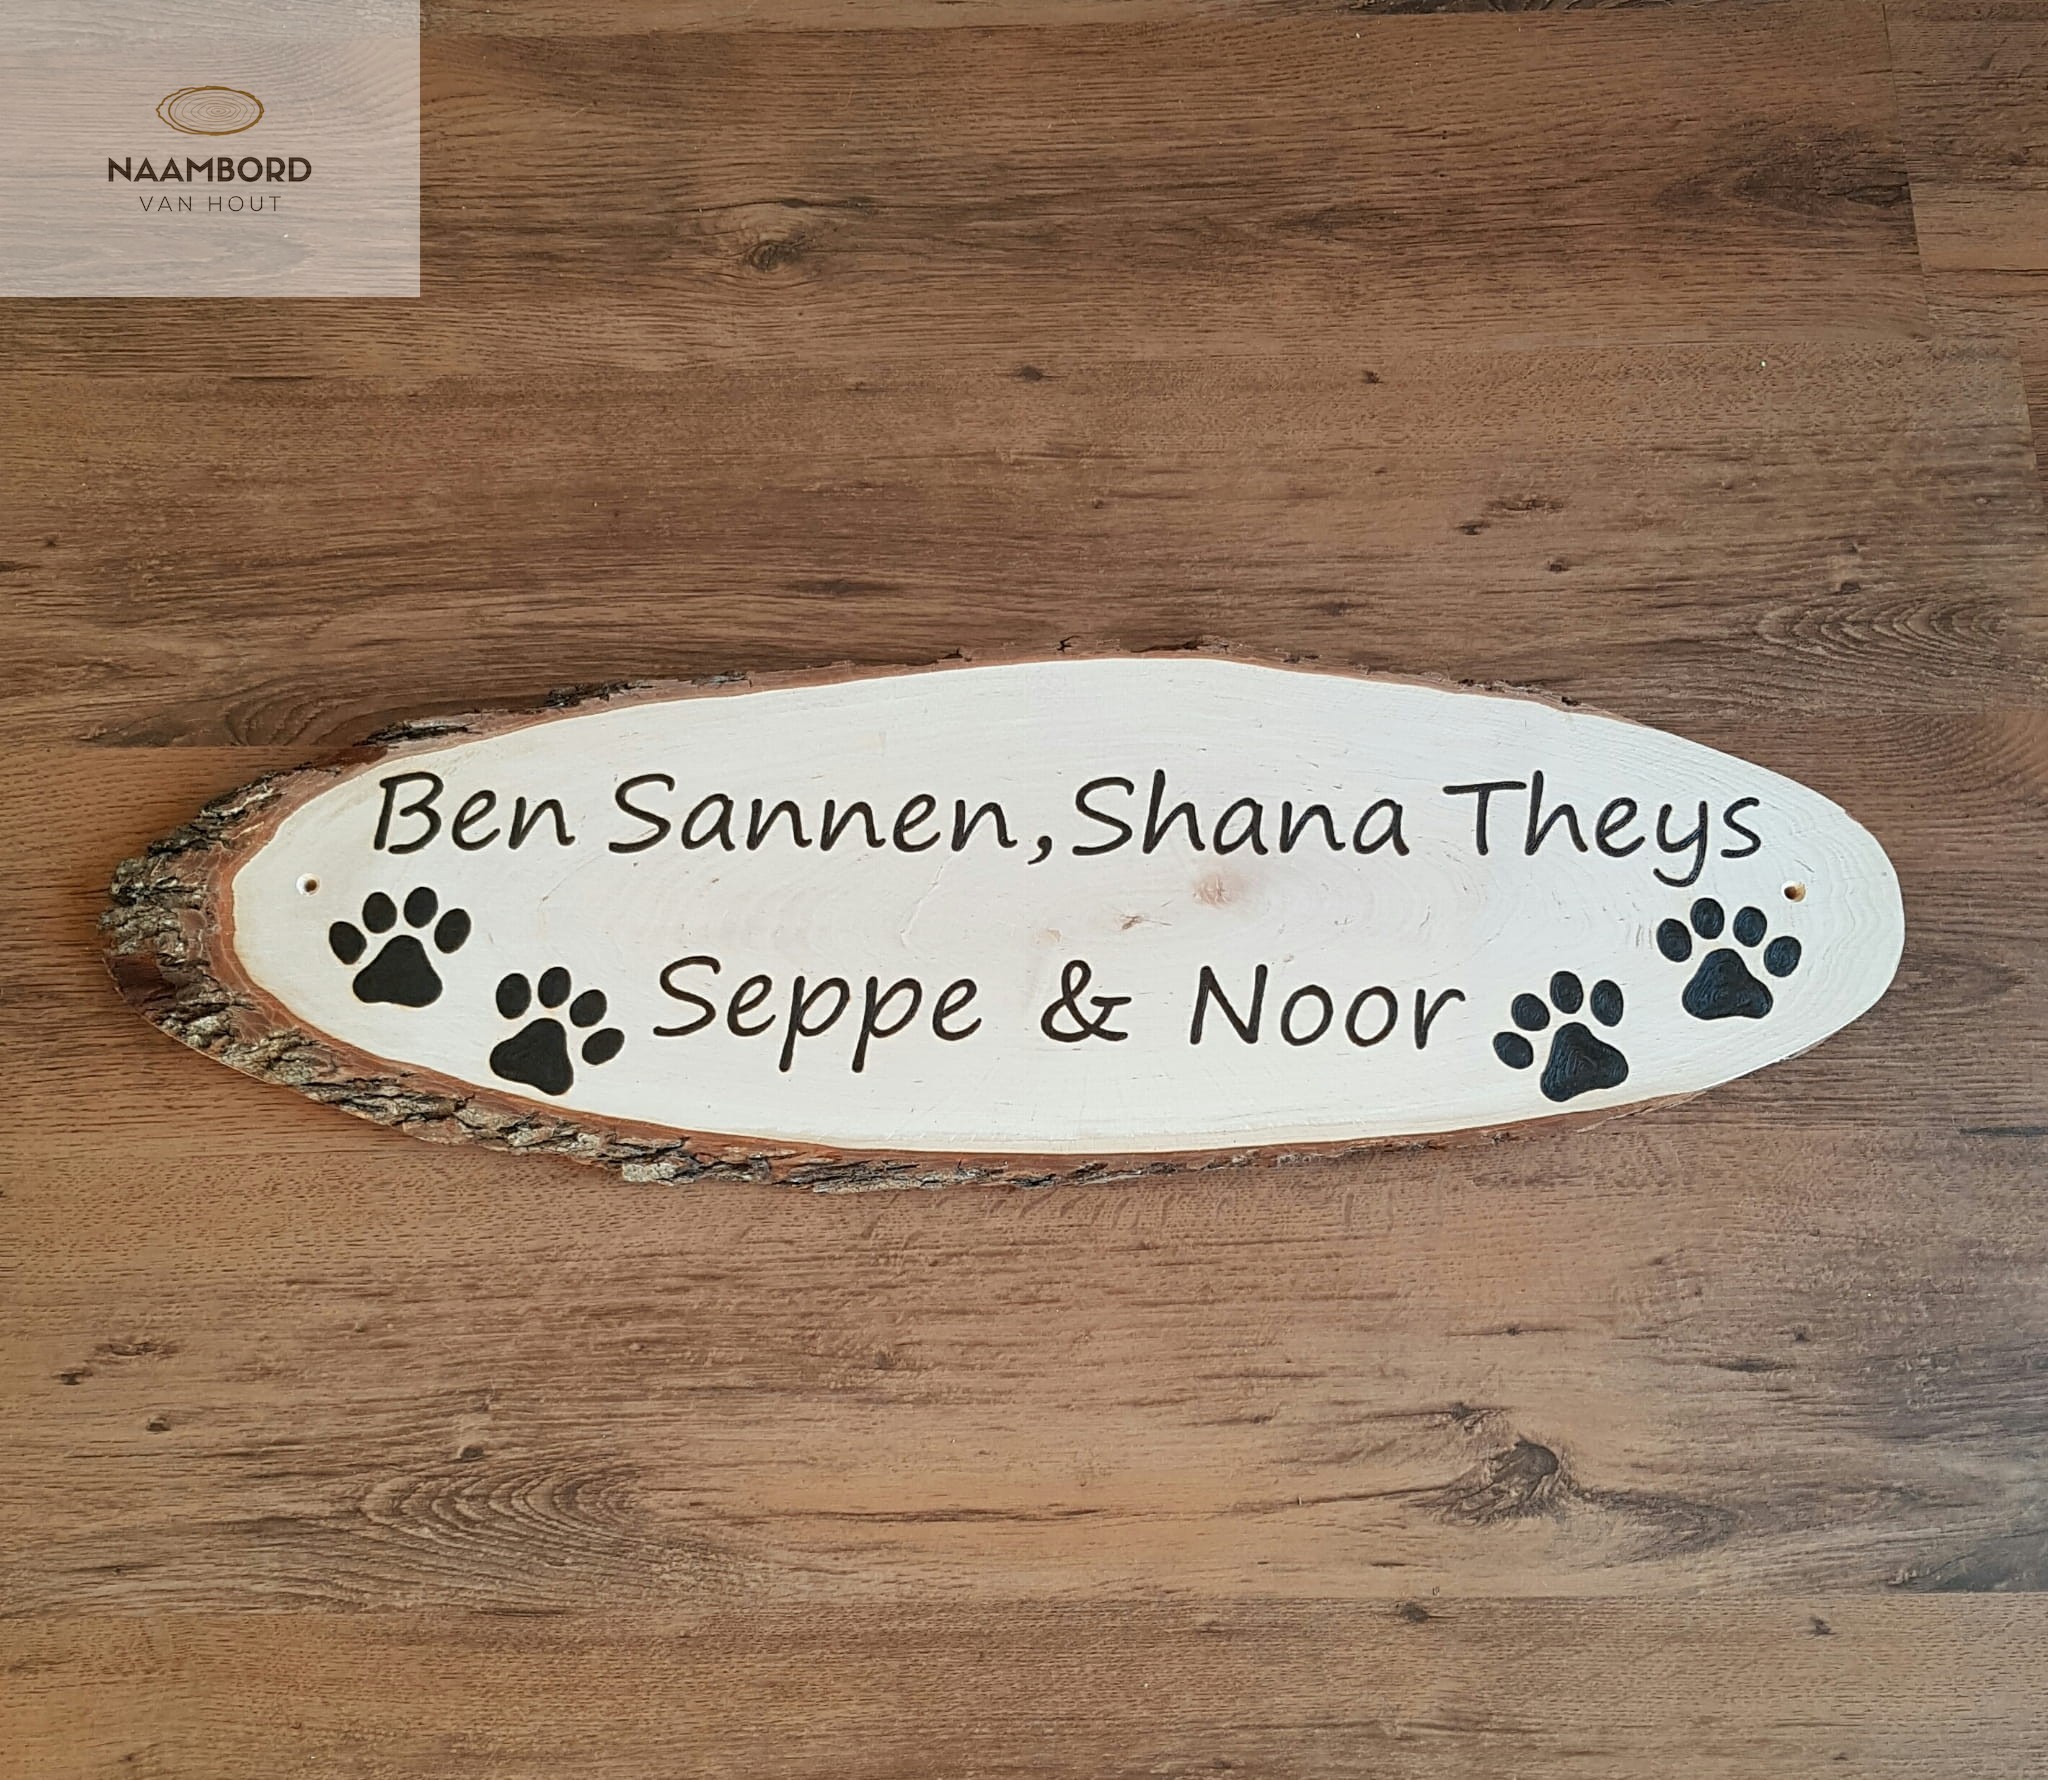 NAAMBORD
VAN HOUT
Ben Sannen, Shana Theys
Seppe & Noor